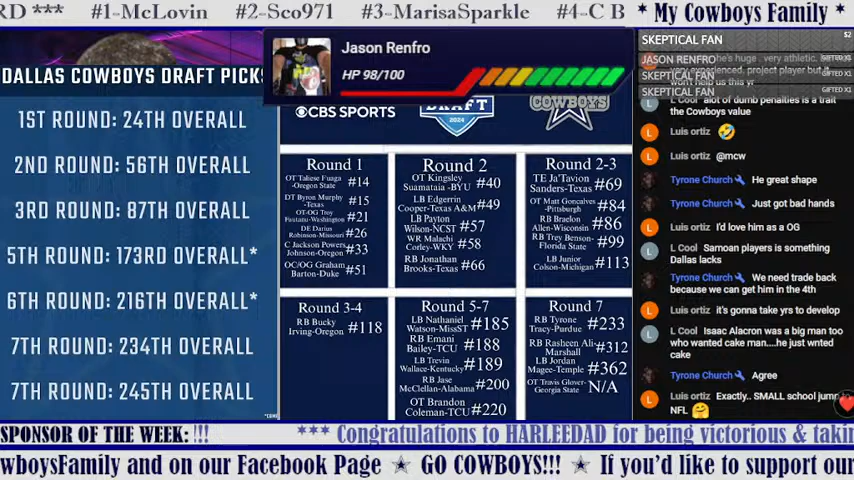 RD *** #1-McLovin #2-Sco971 #3-MarisaSparkle #4-C B
* My Cowboys Family *
DALLAS COWBOYS DRAFT PICKS
1ST ROUND: 24TH OVERALL
2ND ROUND: 56TH OVERALL
3RD ROUND: 87TH OVERALL
5TH ROUND: 173RD OVERALL*
6TH ROUND: 216TH OVERALL*
7TH ROUND: 234TH OVERALL
7TH ROUND: 245TH OVERALL
Jason Renfro
HP 98/100
CBS SPORTS
DRAFT
2024
COWBOYS
Round 1
OT Taliese Fuaga
-Oregon State #14
DT Byron Murphy
-Texas #15
OT-OG Troy
Fautanu-Washington #21
DE Darius
Robinson-Missouri #26
C Jackson Powers
Johnson-Oregon #33
OC/OG Graham
Barton-Duke #51
Round 2
OT Kingsley
Suamataia -BYU #40
LB Edgerrin
Cooper-Texas A&M #49
LB Payton
Wilson-NCST #57
WR Malachi
Corley-WKY #58
RB Jonathan
Brooks-Texas #66
Round 2-3
TE Ja'Tavion
Sanders-Texas #69
OT Matt Goncalves
-Pittsburgh #84
RB Braelon
Allen-Wisconsin #86
RB Trey Benson-
Florida State #99
LB Junior
Colson-Michigan #113
Round 3-4
RB Bucky
Irving-Oregon #118
Round 5-7
LB Nathaniel
Watson-MissST #185
RB Emani
Bailey-TCU #188
LB Trevin
Wallace-Kentucky #189
RB Jase
McClellan-Alabama #200
OT Brandon
Coleman-TCU #220
Round 7
RB Tyrone
Tracy-Purdue #233
RB Rasheen Ali-
Marshall #312
LB Jordan
Magee-Temple #362
OT Travis Glover-
Georgia State N/A
SKEPTICAL FAN $2
JASON RENFRO GIFTED X1
SKEPTICAL FAN GIFTED X1
SKEPTICAL FAN GIFTED X1
L Cool alot of dumb penalties is a trait
the Cowboys value
Luis ortiz 🤣
Luis ortiz @mcw
Tyrone Church He great shape
Tyrone Church Just got bad hands
Luis ortiz I'd love him as a OG
L Cool Samoan players is something
Dallas lacks
Tyrone Church We need trade back
because we can get him in the 4th
Luis ortiz it's gonna take yrs to develop
L Cool Isaac Alacron was a big man too
who wanted cake man....he just wnted
cake
Tyrone Church Agree
Luis ortiz Exactly.. SMALL school jump to
NFL 🤗
SPONSOR OF THE WEEK: !!! *** Congratulations to HARLEEDAD for being victorious & takin
wboysFamily and on our Facebook Page ☆ GO COWBOYS!!! ☆ If you'd like to support our